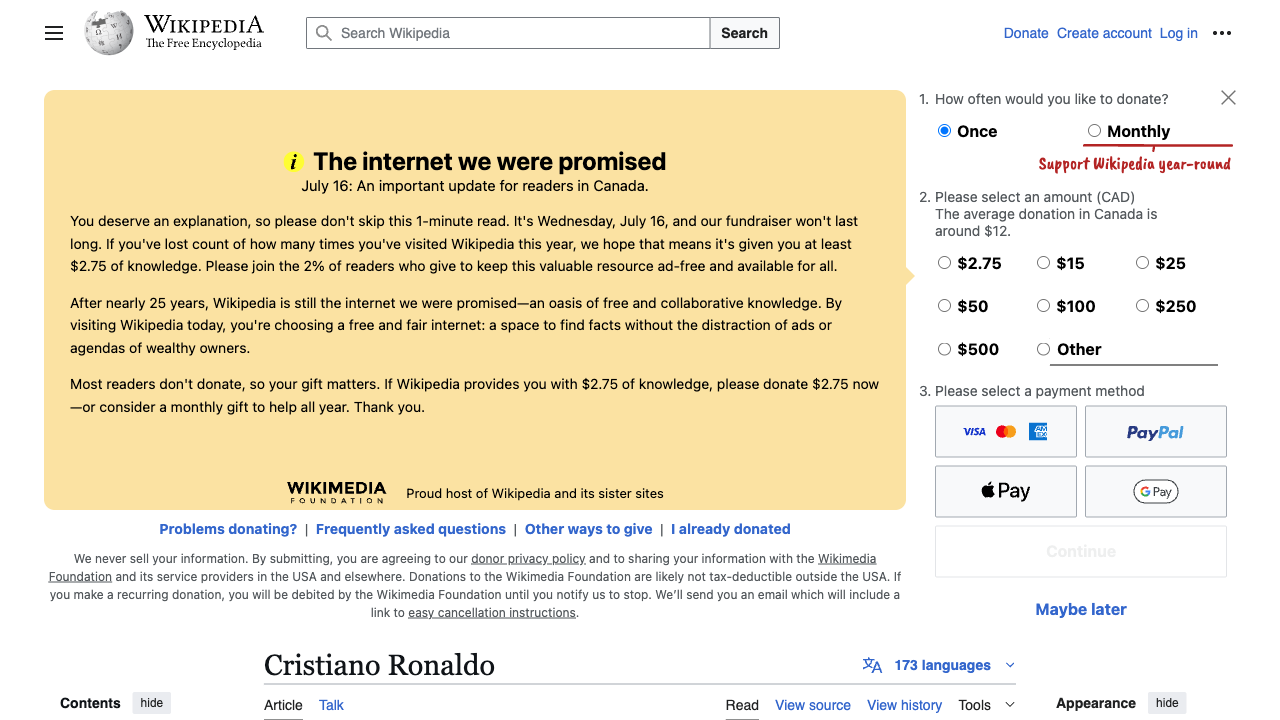 WIKIPEDIA
The Free Encyclopedia
Search Wikipedia
Search
Donate Create account Log in
The internet we were promised
July 16: An important update for readers in Canada.
You deserve an explanation, so please don't skip this 1-minute read. It's Wednesday, July 16, and our fundraiser won't last
long. If you've lost count of how many times you've visited Wikipedia this year, we hope that means it's given you at least
$2.75 of knowledge. Please join the 2% of readers who give to keep this valuable resource ad-free and available for all.
After nearly 25 years, Wikipedia is still the internet we were promised—an oasis of free and collaborative knowledge. By
visiting Wikipedia today, you're choosing a free and fair internet: a space to find facts without the distraction of ads or
agendas of wealthy owners.
Most readers don't donate, so your gift matters. If Wikipedia provides you with $2.75 of knowledge, please donate $2.75 now
—or consider a monthly gift to help all year. Thank you.
WIKIMEDIA
FOUNDATION
Proud host of Wikipedia and its sister sites
Problems donating? | Frequently asked questions | Other ways to give | I already donated
We never sell your information. By submitting, you are agreeing to our donor privacy policy and to sharing your information with the Wikimedia
Foundation and its service providers in the USA and elsewhere. Donations to the Wikimedia Foundation are likely not tax-deductible outside the USA. If
you make a recurring donation, you will be debited by the Wikimedia Foundation until you notify us to stop. We'll send you an email which will include a
link to easy cancellation instructions.
1. How often would you like to donate?
Once
Monthly
Support Wikipedia year-round
2. Please select an amount (CAD)
The average donation in Canada is
around $12.
$2.75 $15 $25
$50 $100 $250
$500 Other
3. Please select a payment method
VISA AMEX PayPal
Pay G Pay
Continue
Maybe later
Cristiano Ronaldo
173 languages
Contents hide
Article Talk
Read View source View history Tools
Appearance hide